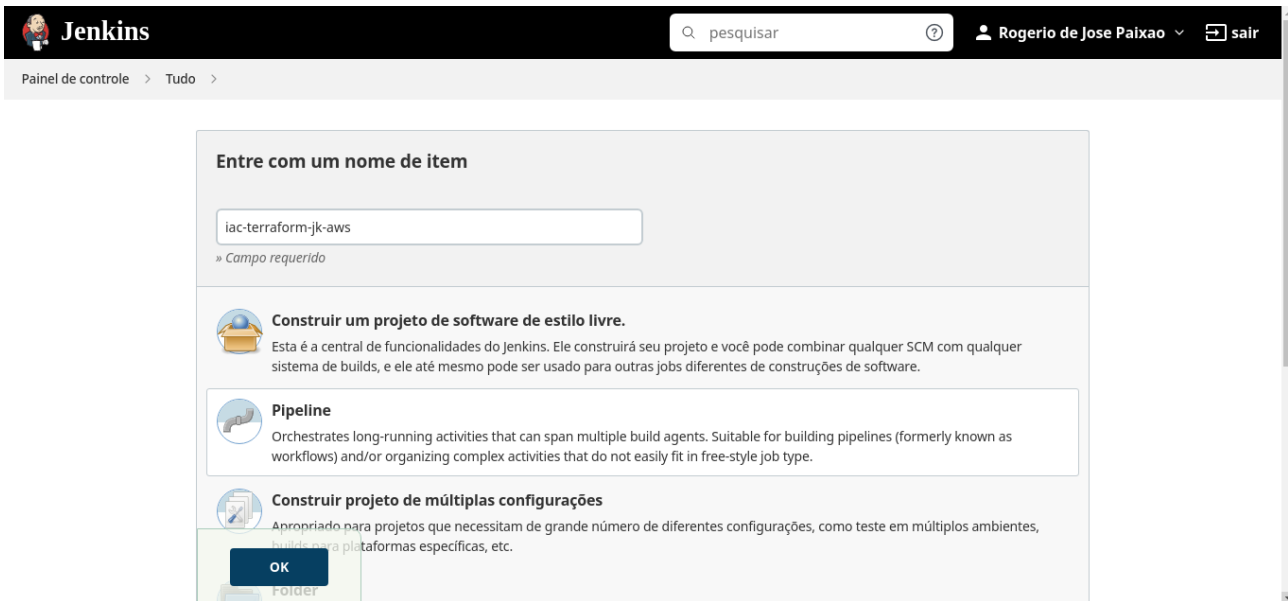 Jenkins
pesquisar
Rogerio de Jose Paixao
sair
Painel de controle > Tudo >
Entre com um nome de item
iac-terraform-jk-aws
» Campo requerido
Construir um projeto de software de estilo livre.
Esta é a central de funcionalidades do Jenkins. Ele construirá seu projeto e você pode combinar qualquer SCM com qualquer
sistema de builds, e ele até mesmo pode ser usado para outras jobs diferentes de construções de software.
Pipeline
Orchestrates long-running activities that can span multiple build agents. Suitable for building pipelines (formerly known as
workflows) and/or organizing complex activities that do not easily fit in free-style job type.
Construir projeto de múltiplas configurações
Apropriado para projetos que necessitam de grande número de diferentes configurações, como teste em múltiplos ambientes,
builds para plataformas específicas, etc.
OK
Folder